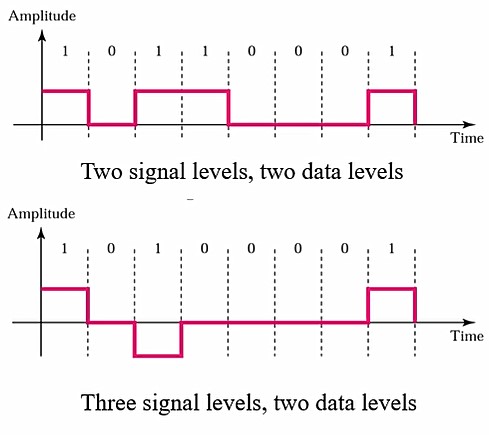 Amplitude
1 0 1 1 0 0 0 1
Time
Two signal levels, two data levels
Amplitude
1 0 1 0 0 0 0 1
Time
Three signal levels, two data levels